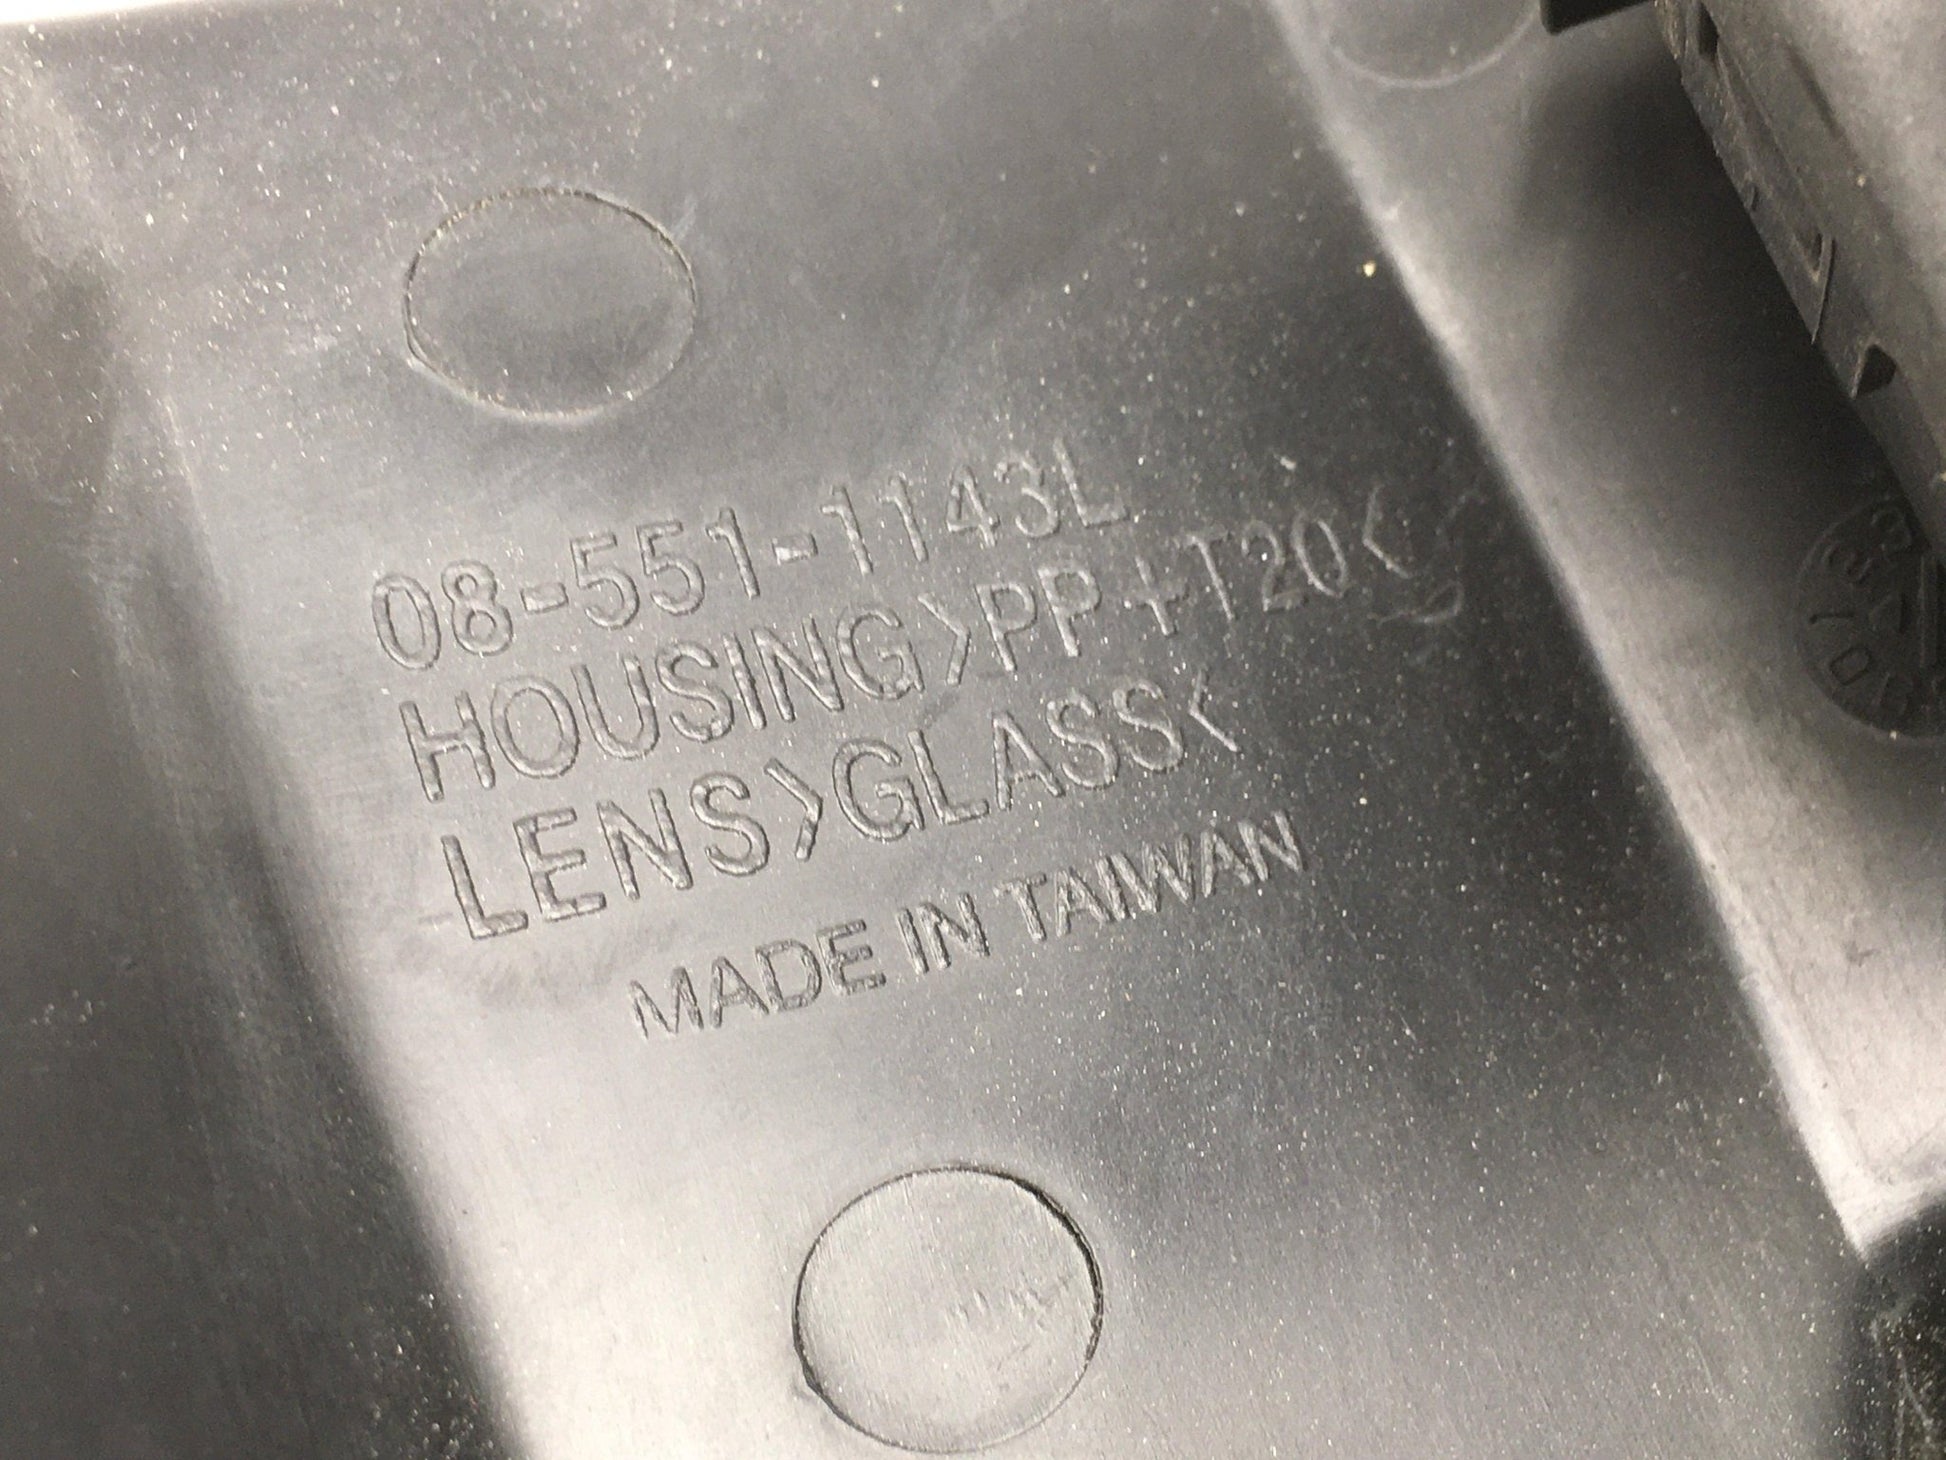 08-551-1143L
HOUSING>PP+T20<
LENS>GLASS<
MADE IN TAIWAN